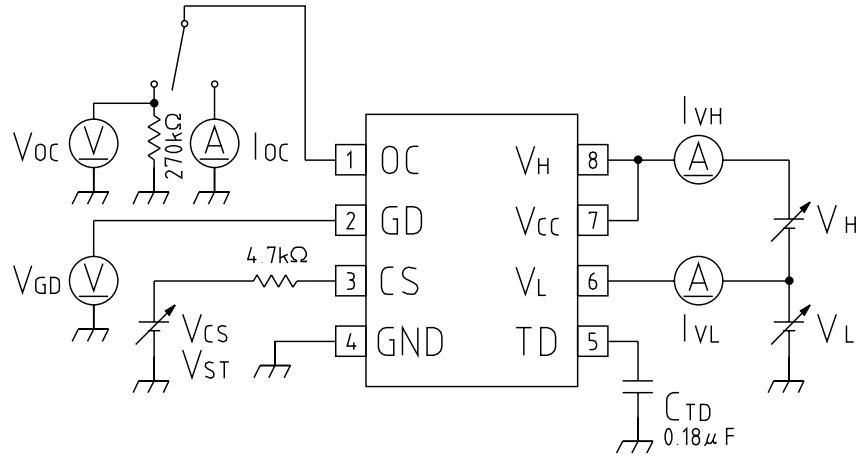 VOC
V
270kΩ
A
IOC
VGD
V
4.7kΩ
VCS
VST
1
OC
2
GD
3
CS
4
GND
VH
8
VCC
7
VL
6
TD
5
IVH
A
VH
A
IVL
VL
CTD
0.18μF